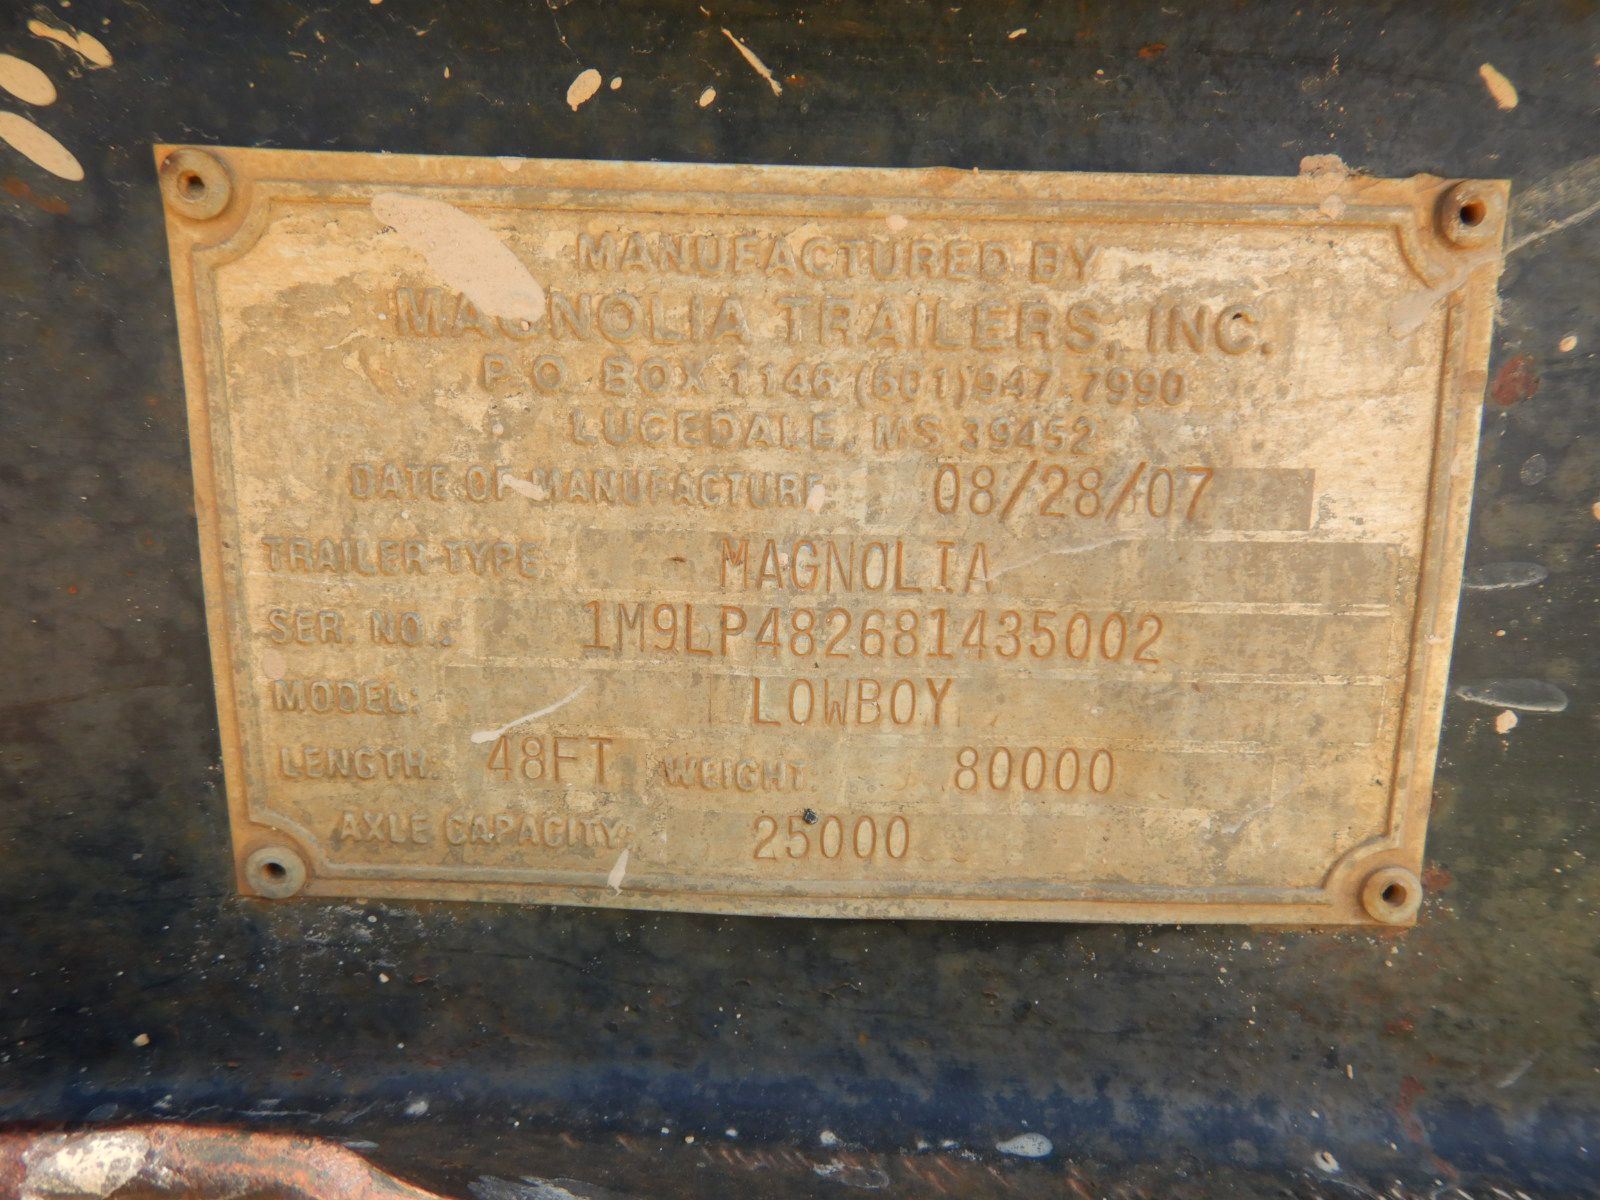 MANUFACTURED BY
MAGNOLIA TRAILERS, INC.
P.O. BOX 1146 (601) 947-7990
LUCEDALE, MS 39452
DATE OF MANUFACTURE 08/28/07
TRAILER TYPE MAGNOLIA
SER. NO.: 1M9LP482681435002
MODEL: LOWBOY
LENGTH: 48FT WEIGHT: 80000
AXLE CAPACITY: 25000